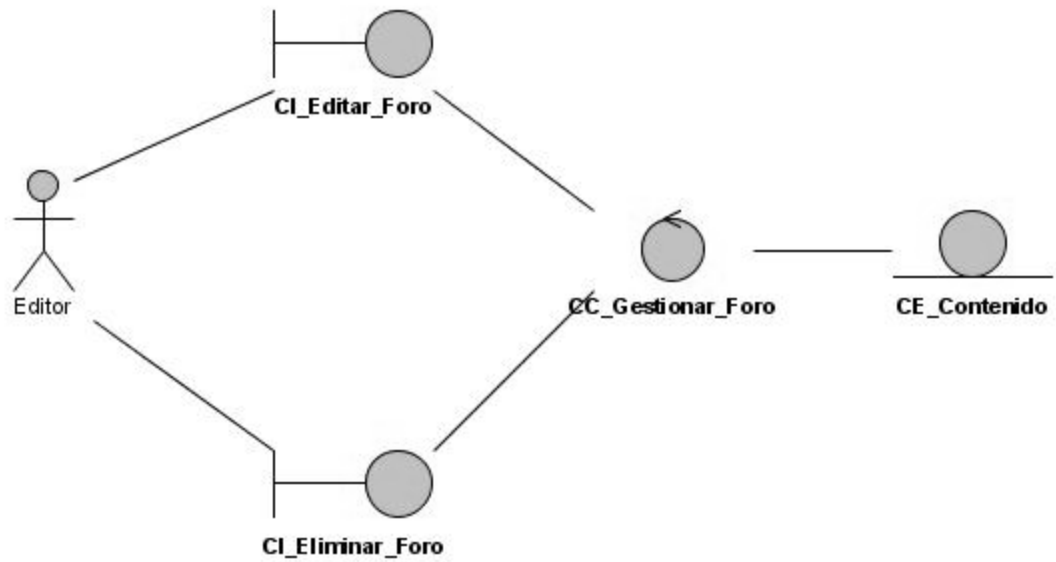 CI_Editar_Foro
Editor
CC_Gestionar_Foro
CE_Contenido
CI_Eliminar_Foro